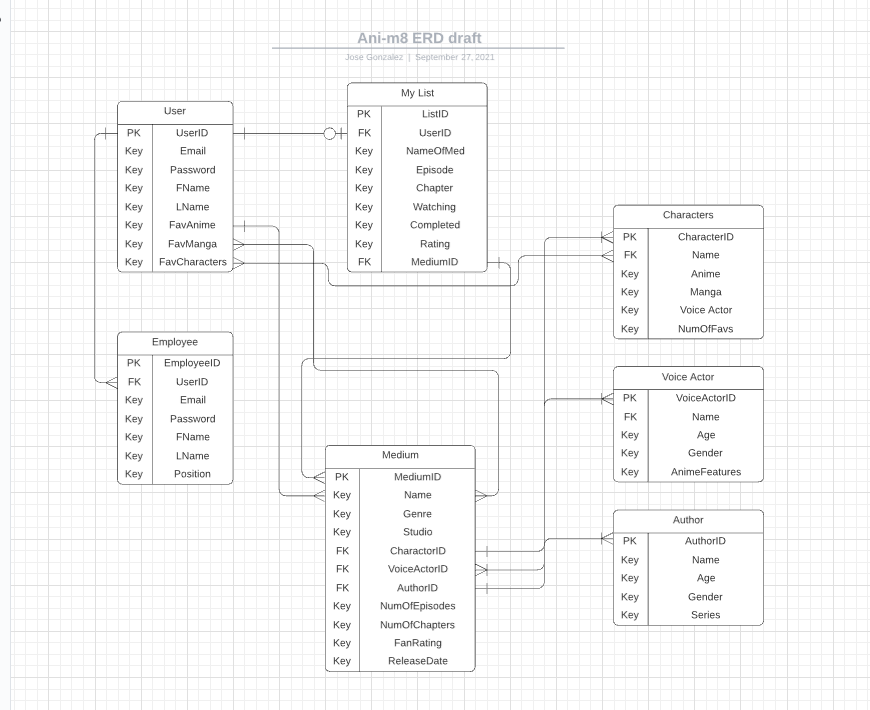 Ani-m8 ERD draft
Jose Gonzalez | September 27, 2021
User
PK UserID
Key Email
Key Password
Key FName
Key LName
Key FavAnime
Key FavManga
Key FavCharacters
My List
PK ListID
FK UserID
Key NameOfMed
Key Episode
Key Chapter
Key Watching
Key Completed
Key Rating
FK MediumID
Characters
PK CharacterID
FK Name
Key Anime
Key Manga
Key Voice Actor
Key NumOfFavs
Employee
PK EmployeeID
FK UserID
Key Email
Key Password
Key FName
Key LName
Key Position
Voice Actor
PK VoiceActorID
FK Name
Key Age
Key Gender
Key AnimeFeatures
Medium
PK MediumID
Key Name
Key Genre
Key Studio
FK CharactorID
FK VoiceActorID
FK AuthorID
Key NumOfEpisodes
Key NumOfChapters
Key FanRating
Key ReleaseDate
Author
PK AuthorID
Key Name
Key Age
Key Gender
Key Series